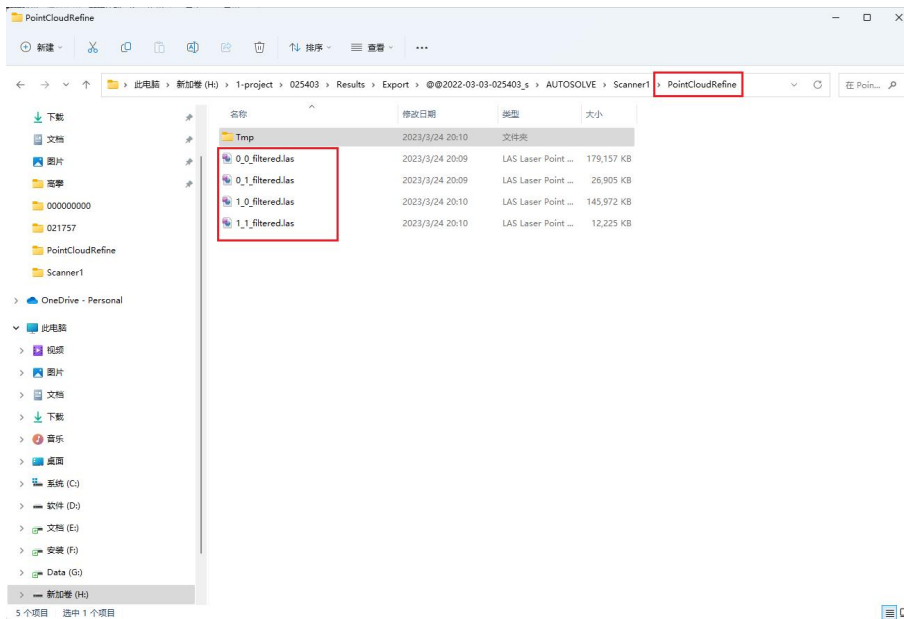 PointCloudRefine
新建
排序
查看
此电脑 > 新加卷 (H:) > 1-project > 025403 > Results > Export > @@2022-03-03-025403_s > AUTOSOLVE > Scanner1 > PointCloudRefine
在 Poin...
名称 修改日期 类型 大小
Tmp 2023/3/24 20:10 文件夹
0_0_filtered.las 2023/3/24 20:09 LAS Laser Point ... 179,157 KB
0_1_filtered.las 2023/3/24 20:09 LAS Laser Point ... 26,905 KB
1_0_filtered.las 2023/3/24 20:10 LAS Laser Point ... 145,972 KB
1_1_filtered.las 2023/3/24 20:10 LAS Laser Point ... 12,225 KB
下载
文档
图片
高攀
000000000
021757
PointCloudRefine
Scanner1
OneDrive - Personal
此电脑
视频
图片
文档
下载
音乐
桌面
系统 (C:)
软件 (D:)
文档 (E:)
安装 (F:)
Data (G:)
新加卷 (H:)
5 个项目 选中 1 个项目